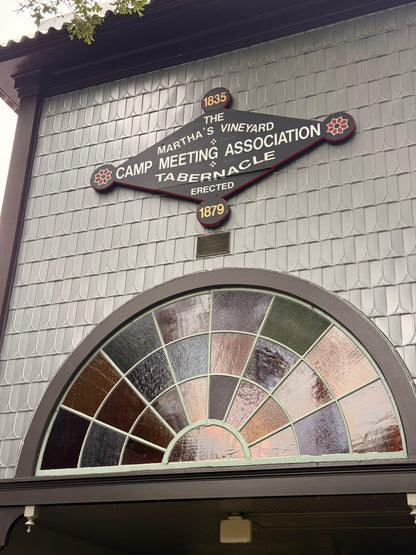 1835
THE
MARTHA'S VINEYARD
CAMP MEETING ASSOCIATION
TABERNACLE
ERECTED
1879